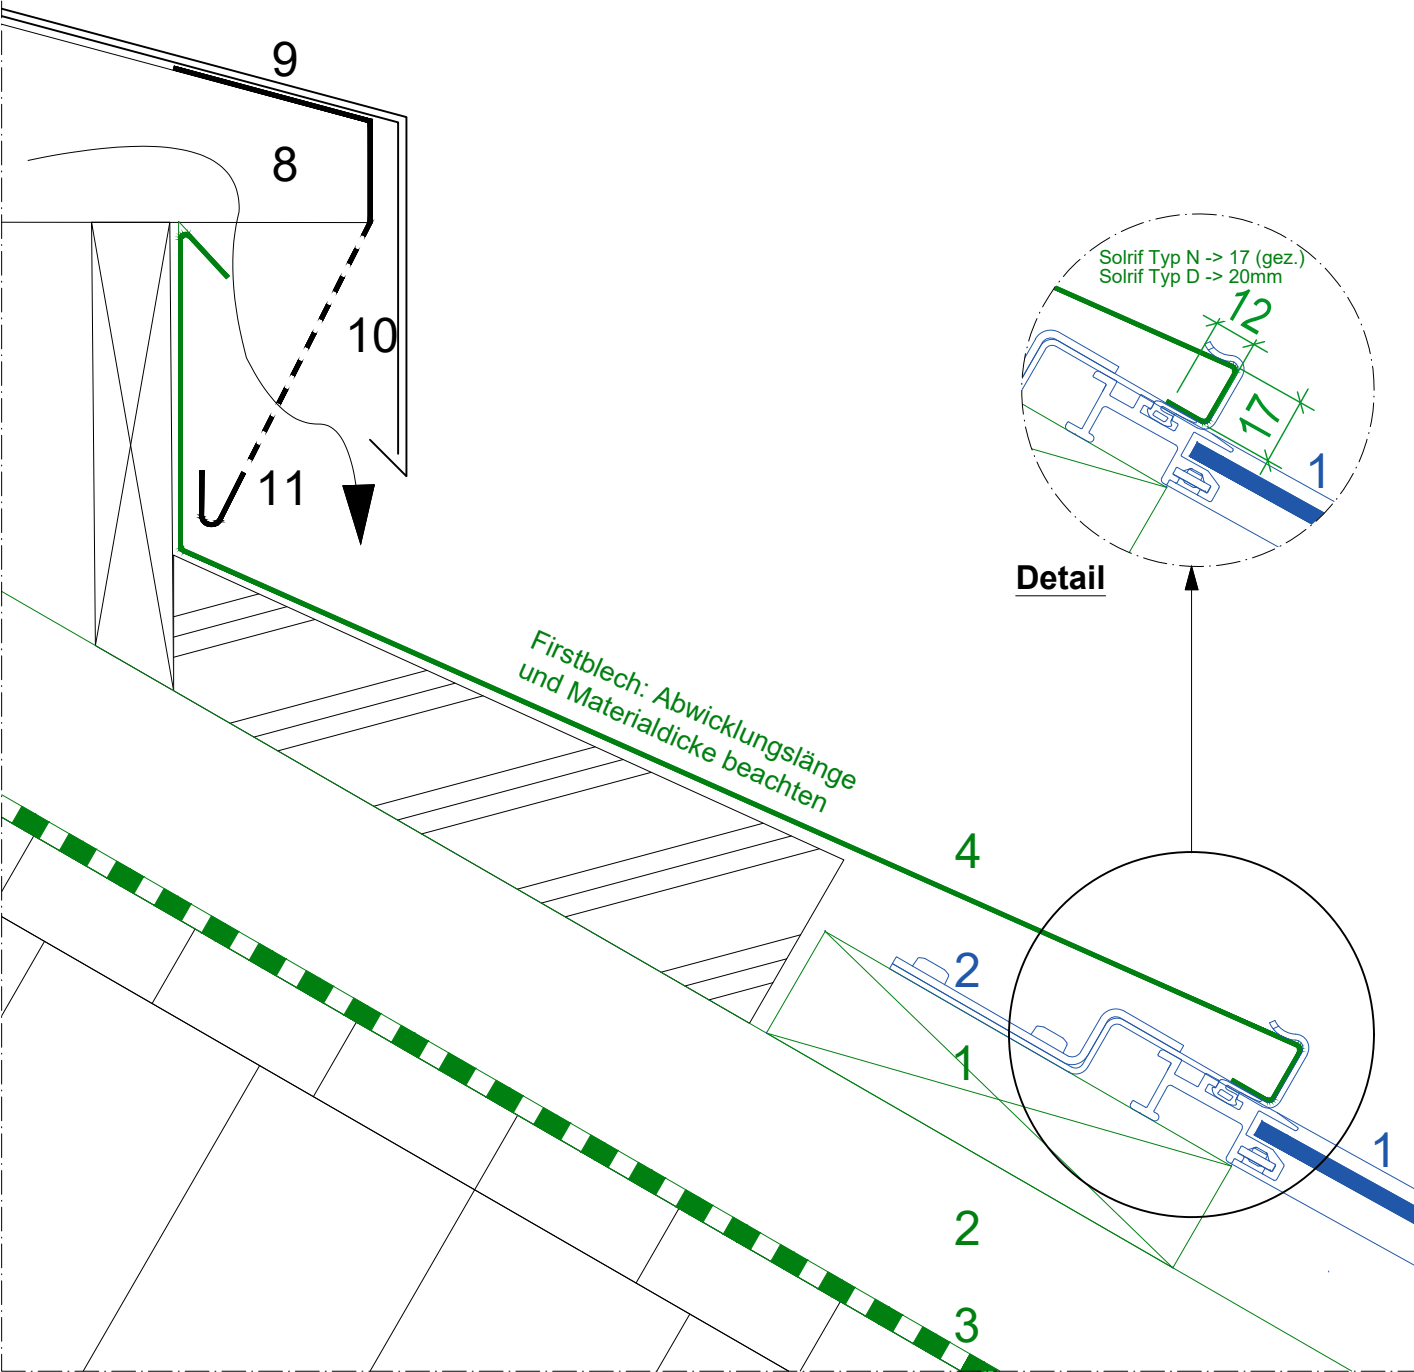 9
8
10
11
Solrif Typ N -> 17 (gez.)
Solrif Typ D -> 20mm
12
17
1
Detail
Firstblech: Abwicklungslänge
und Materialdicke beachten
4
2
1
1
2
3